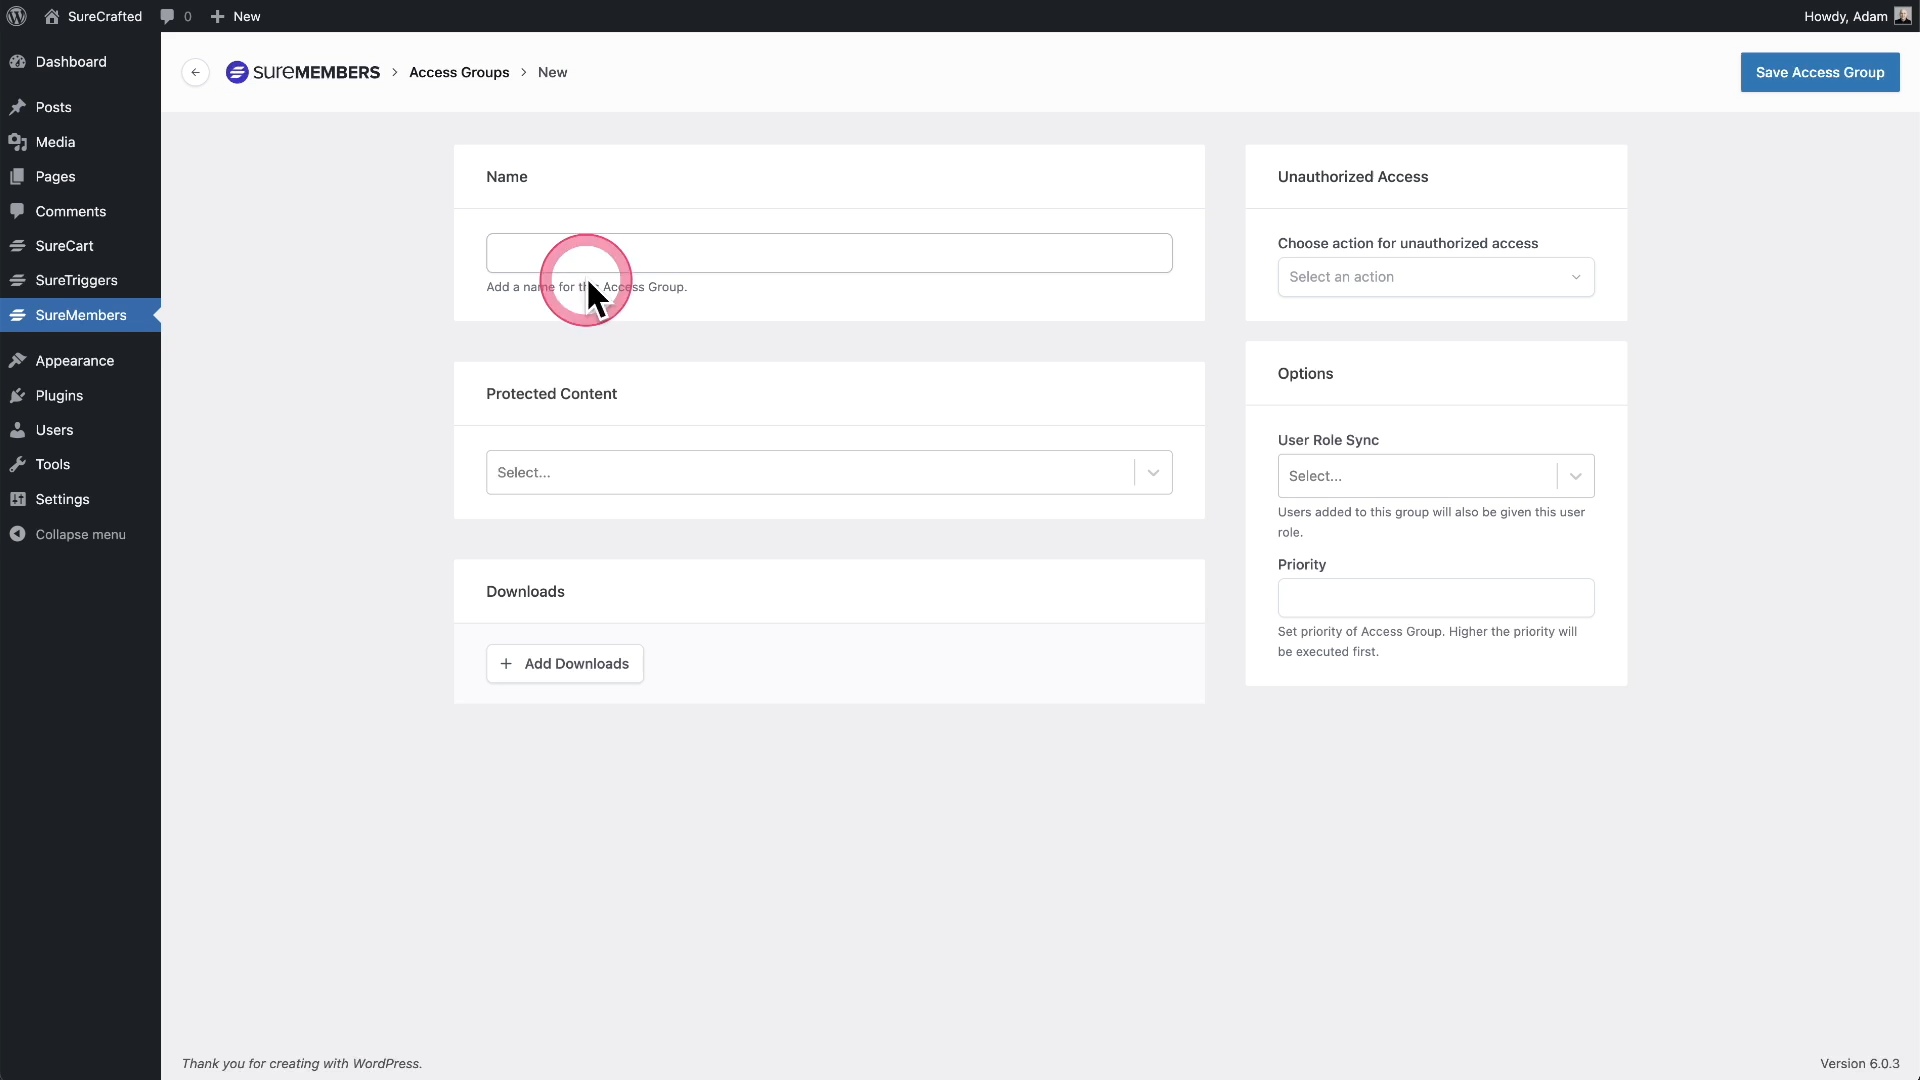 SureCrafted
0
New
Howdy, Adam
Dashboard
Posts
Media
Pages
Comments
SureCart
SureTriggers
SureMembers
Appearance
Plugins
Users
Tools
Settings
Collapse menu
SUREMEMBERS > Access Groups > New
Save Access Group
Name
Add a name for this Access Group.
Protected Content
Select...
Downloads
+ Add Downloads
Unauthorized Access
Choose action for unauthorized access
Select an action
Options
User Role Sync
Select...
Users added to this group will also be given this user
role.
Priority
Set priority of Access Group. Higher the priority will
be executed first.
Thank you for creating with WordPress.
Version 6.0.3